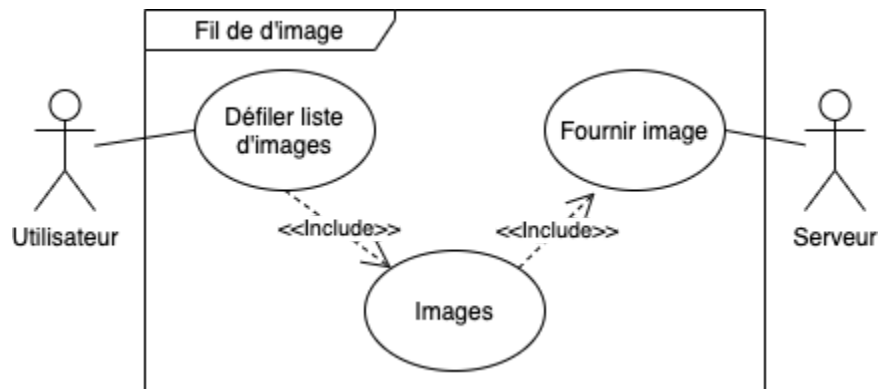 Fil de d'image
Défiler liste
d'images
Fournir image
<<Include>>
<<Include>>
Utilisateur
Serveur
Images